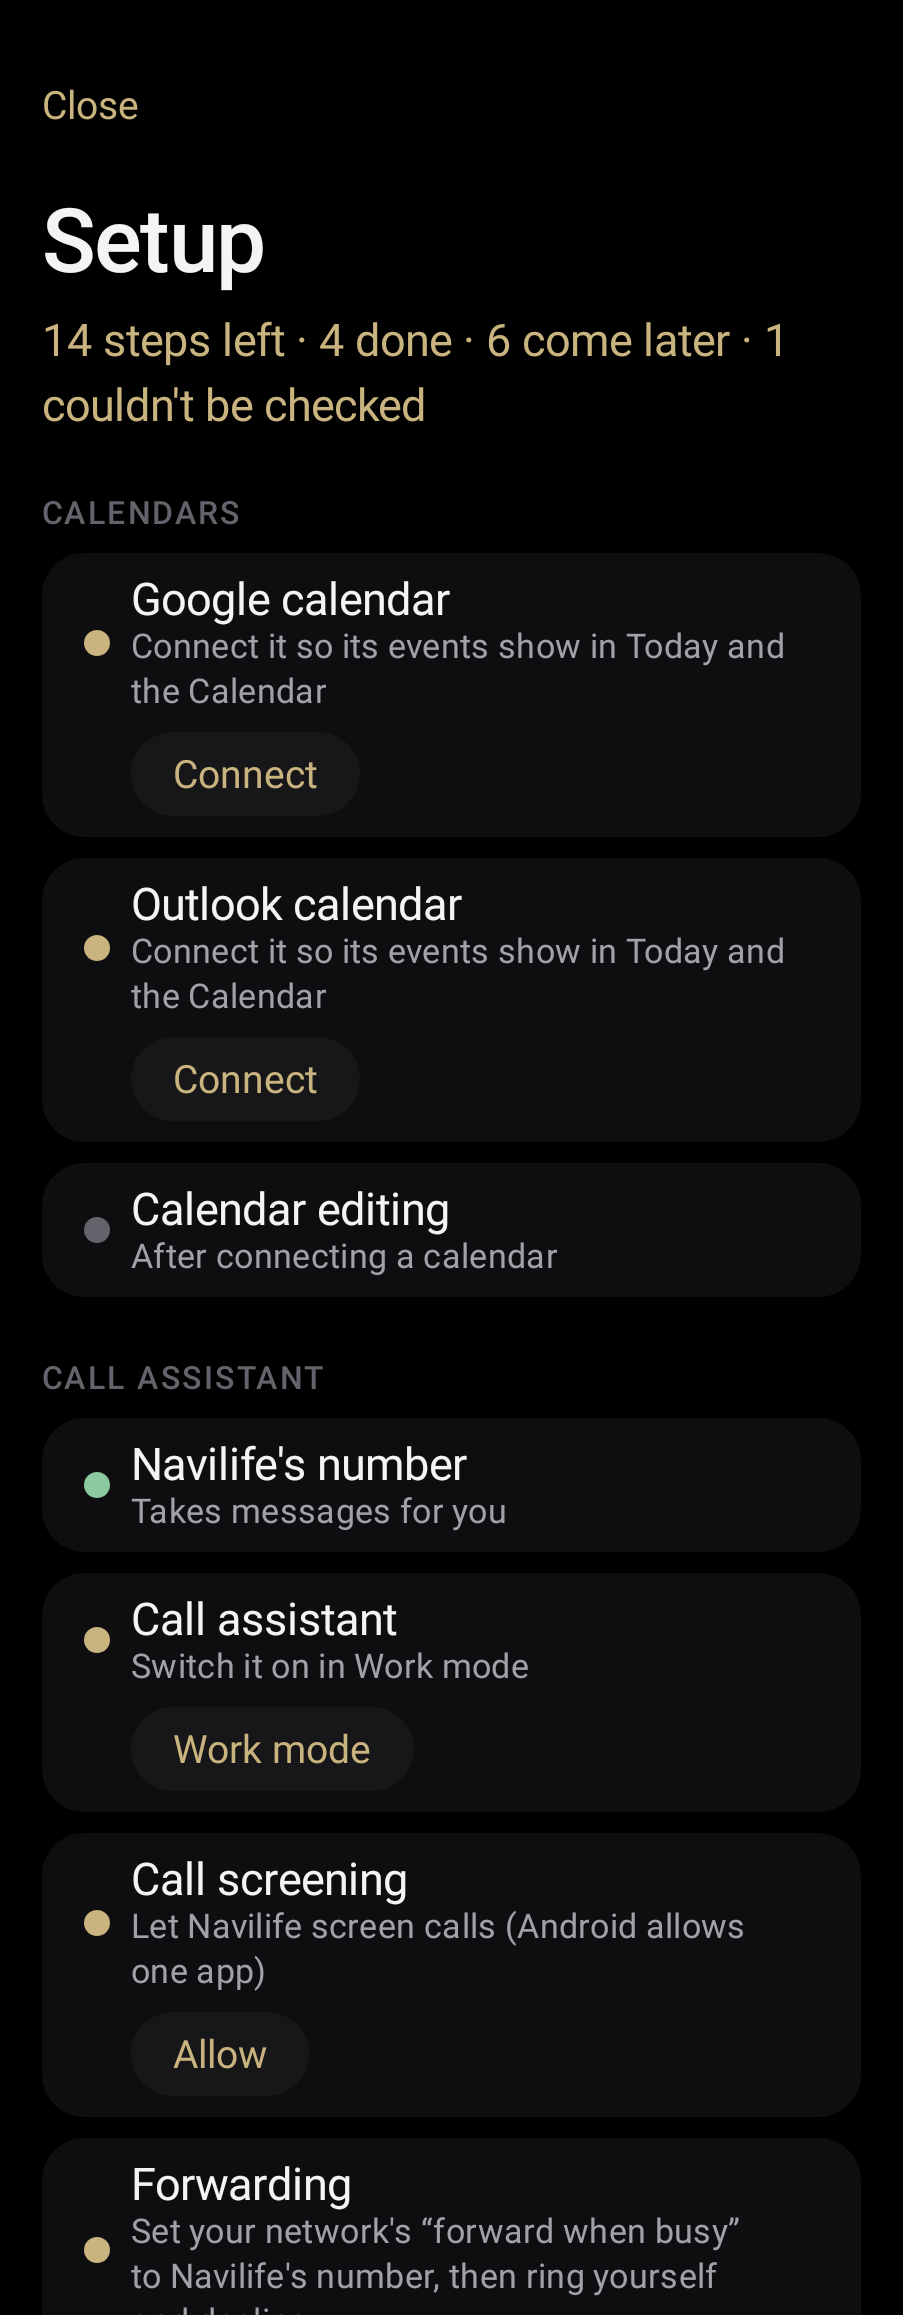 Close
Setup
14 steps left · 4 done · 6 come later · 1
couldn't be checked
CALENDARS
Google calendar
Connect it so its events show in Today and
the Calendar
Connect
Outlook calendar
Connect it so its events show in Today and
the Calendar
Connect
Calendar editing
After connecting a calendar
CALL ASSISTANT
Navilife's number
Takes messages for you
Call assistant
Switch it on in Work mode
Work mode
Call screening
Let Navilife screen calls (Android allows
one app)
Allow
Forwarding
Set your network's “forward when busy”
to Navilife's number, then ring yourself